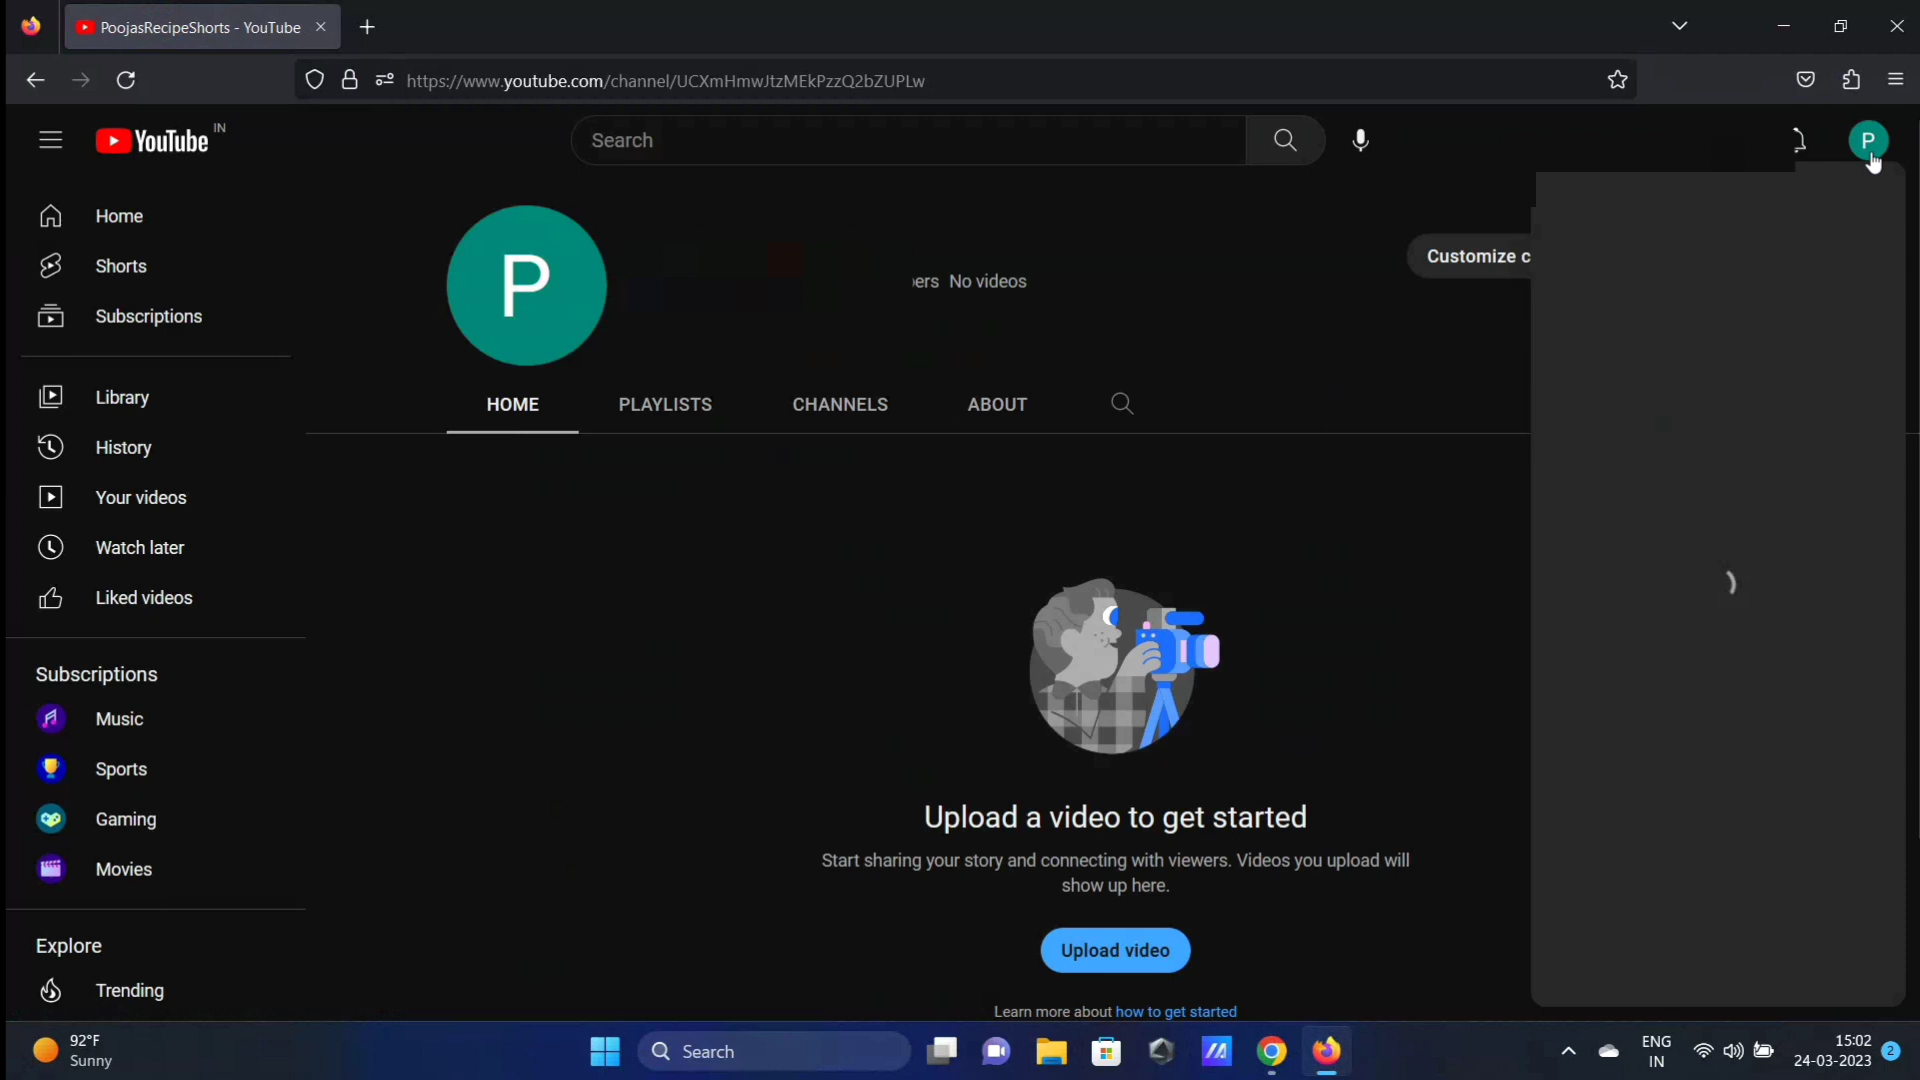 PoojasRecipeShorts - YouTube
https://www.youtube.com/channel/UCXmHmwJtzMEkPzzQ2bZUPLw
YouTube IN
Search
P
Home
Shorts
Subscriptions
Library
History
Your videos
Watch later
Liked videos
Subscriptions
Music
Sports
Gaming
Movies
Explore
Trending
P
No videos
Customize c
HOME PLAYLISTS CHANNELS ABOUT
Upload a video to get started
Start sharing your story and connecting with viewers. Videos you upload will
show up here.
Upload video
Learn more about how to get started
92°F
Sunny
Search
ENG
IN
15:02
24-03-2023
2